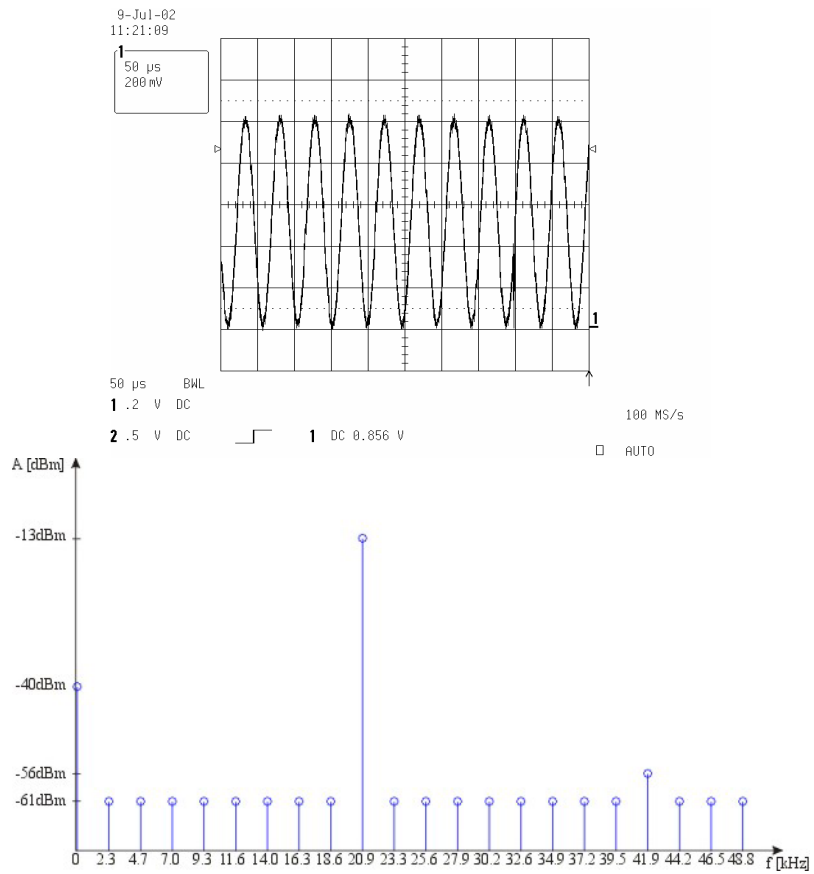 9-Jul-02
11:21:09
1
50 µs
200 mV
1
50 µs BWL
1 .2 V DC
2 .5 V DC 1 DC 0.856 V
100 MS/s
AUTO
A [dBm]
-13dBm
-40dBm
-56dBm
-61dBm
0 2.3 4.7 7.0 9.3 11.6 14.0 16.3 18.6 20.9 23.3 25.6 27.9 30.2 32.6 34.9 37.2 39.5 41.9 44.2 46.5 48.8 f [kHz]